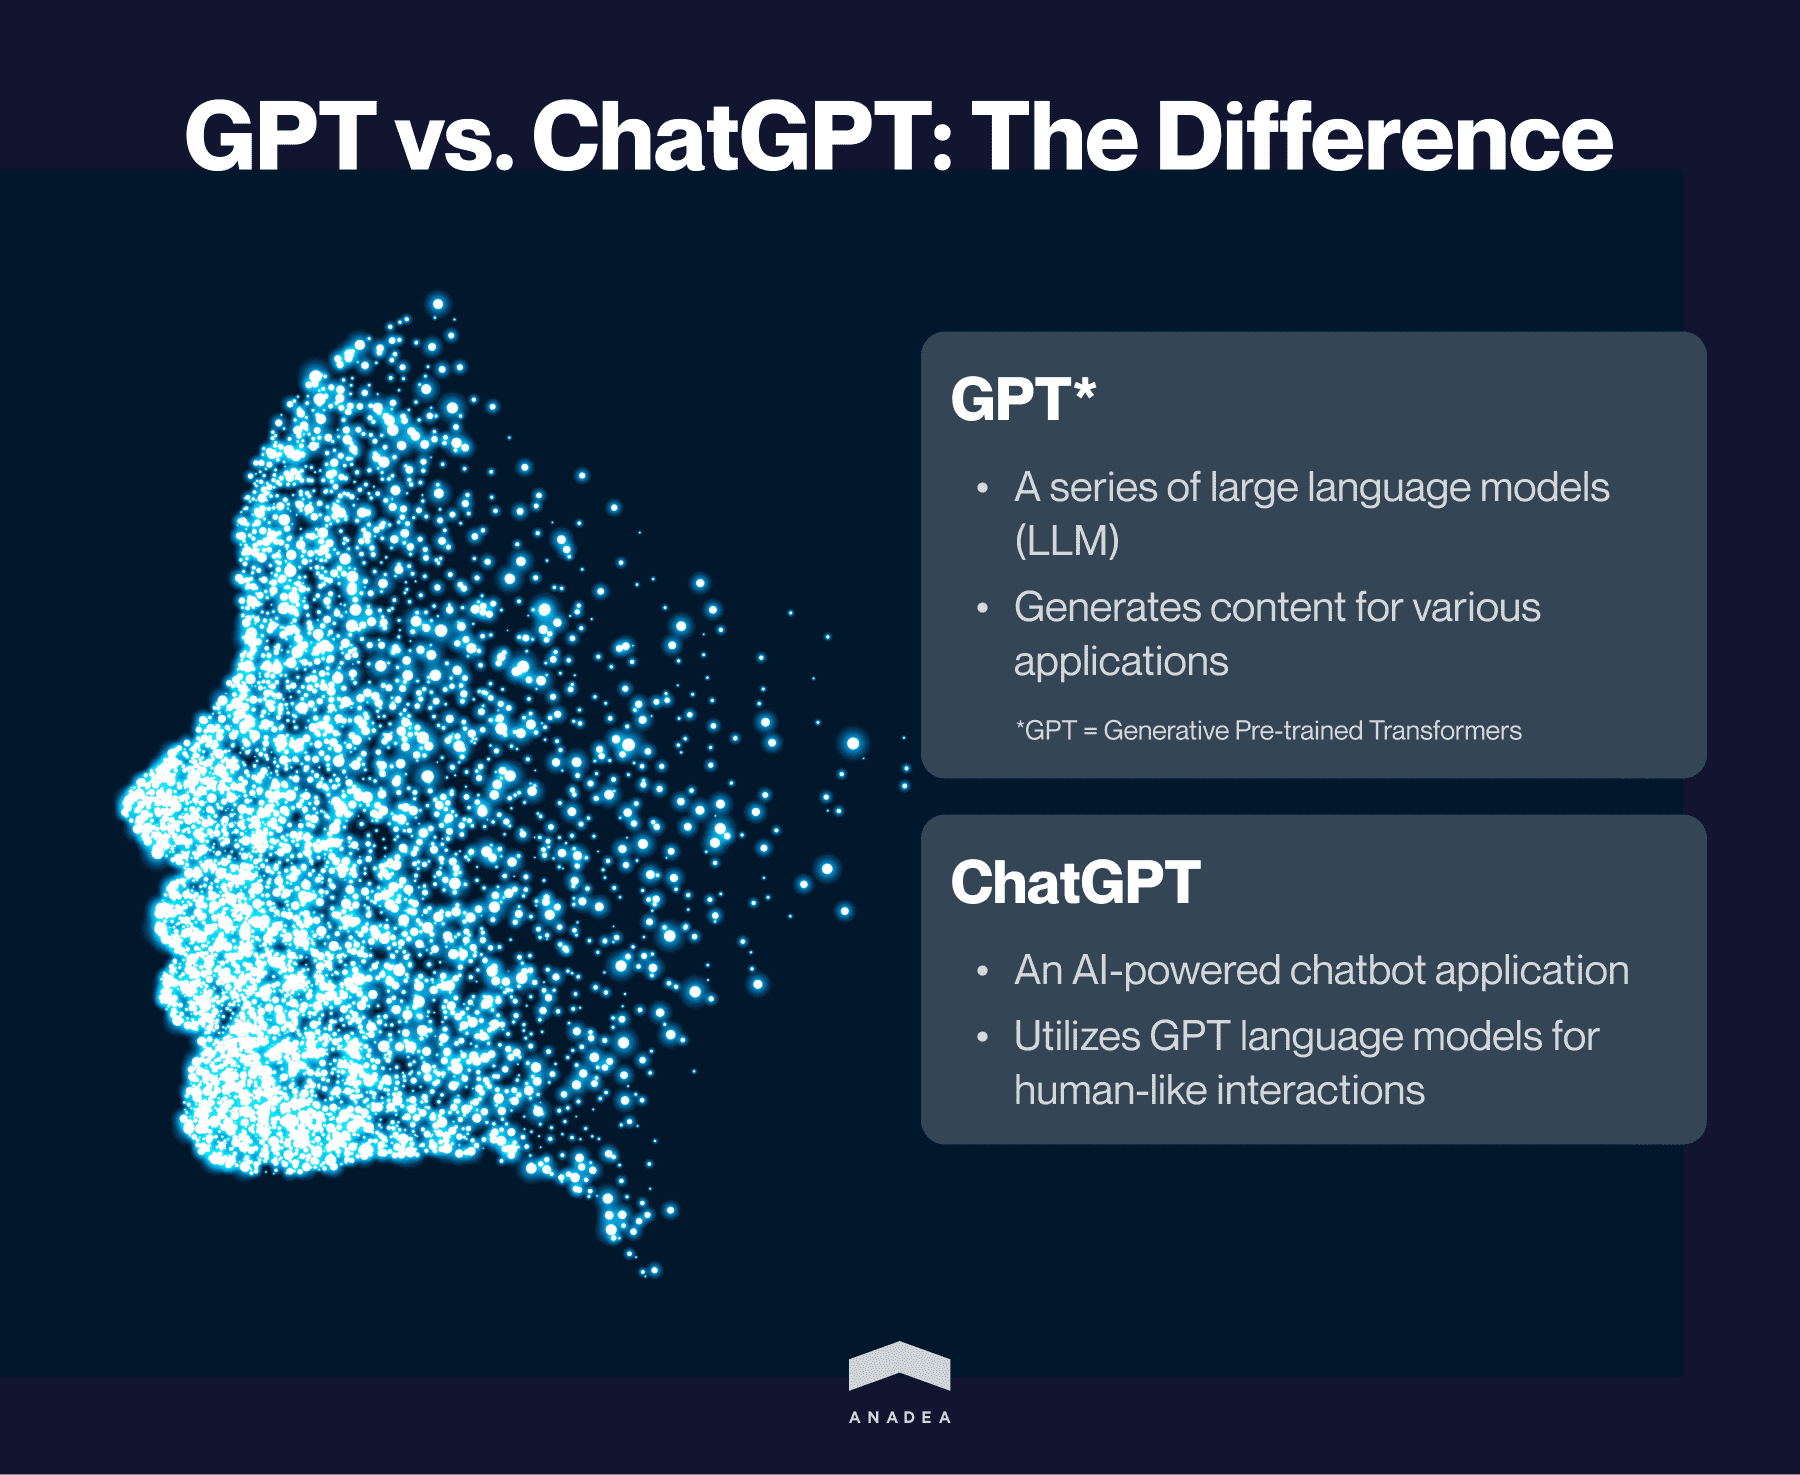 GPT vs. ChatGPT: The Difference
GPT*
• A series of large language models
(LLM)
• Generates content for various
applications
*GPT = Generative Pre-trained Transformers
ChatGPT
• An AI-powered chatbot application
• Utilizes GPT language models for
human-like interactions
ANADEA